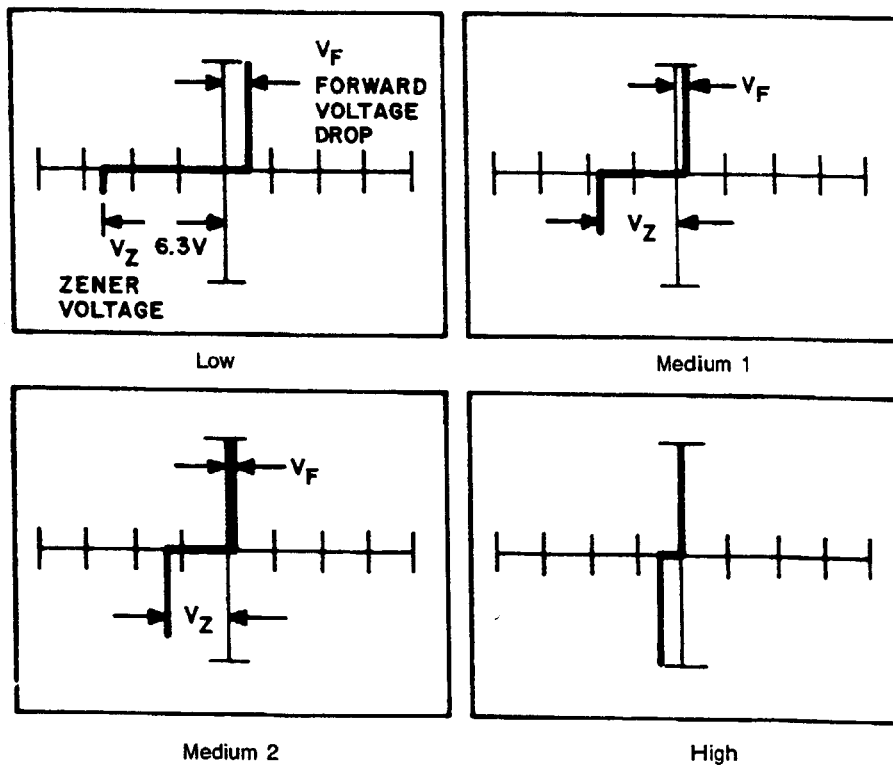 VF
FORWARD
VOLTAGE
DROP
VZ 6.3V
ZENER
VOLTAGE
Low
VF
VZ
Medium 1
VF
VZ
Medium 2
High